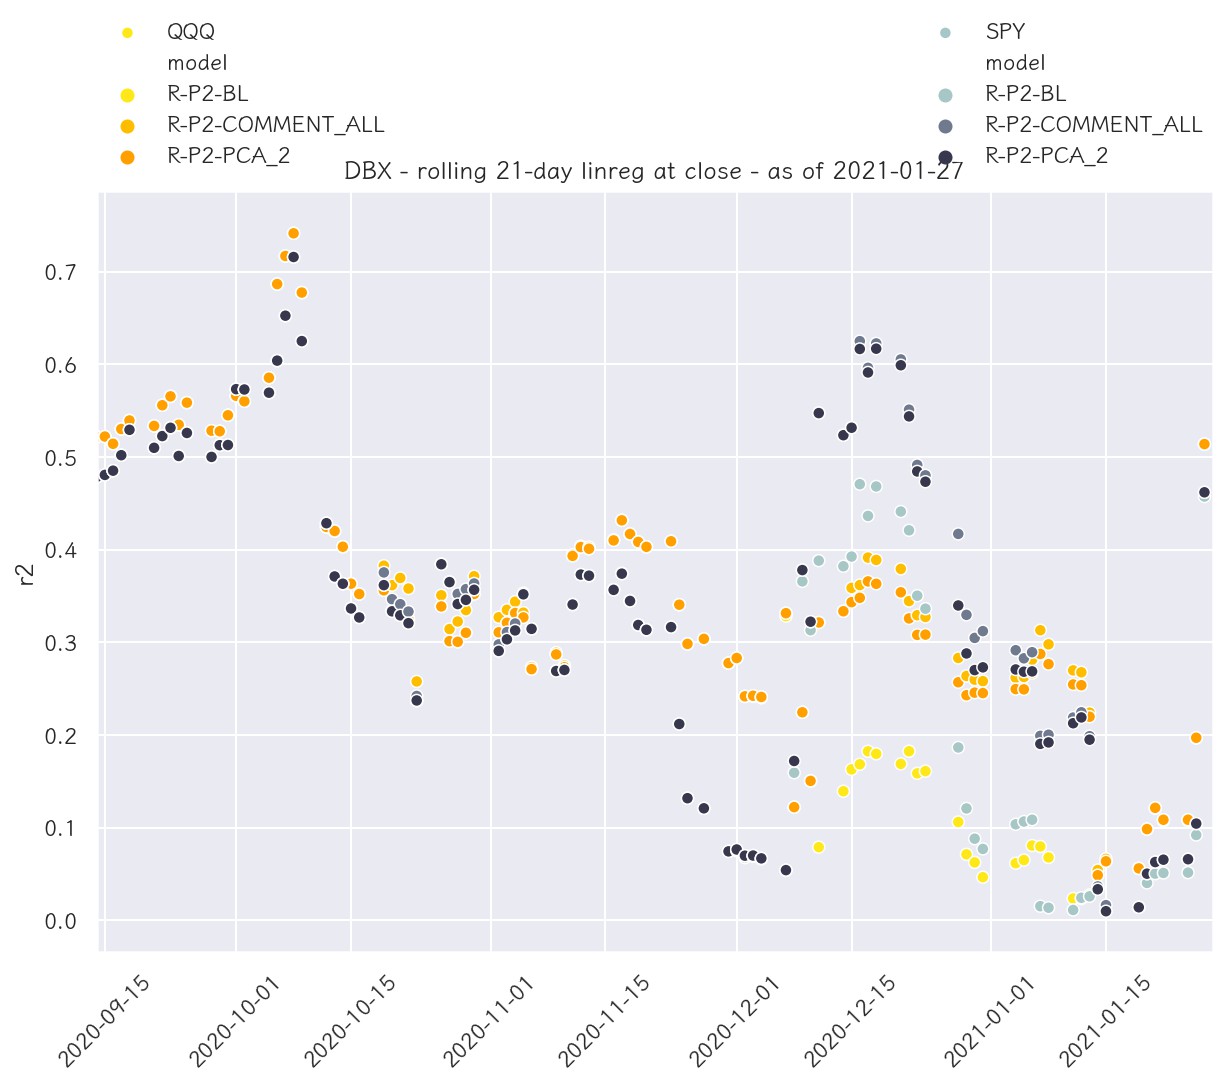 QQQ
model
R-P2-BL
R-P2-COMMENT_ALL
R-P2-PCA_2
SPY
model
R-P2-BL
R-P2-COMMENT_ALL
R-P2-PCA_2
DBX - rolling 21-day linreg at close - as of 2021-01-27
r2
0.7
0.6
0.5
0.4
0.3
0.2
0.1
0.0
2020-09-15
2020-10-01
2020-10-15
2020-11-01
2020-11-15
2020-12-01
2020-12-15
2021-01-01
2021-01-15